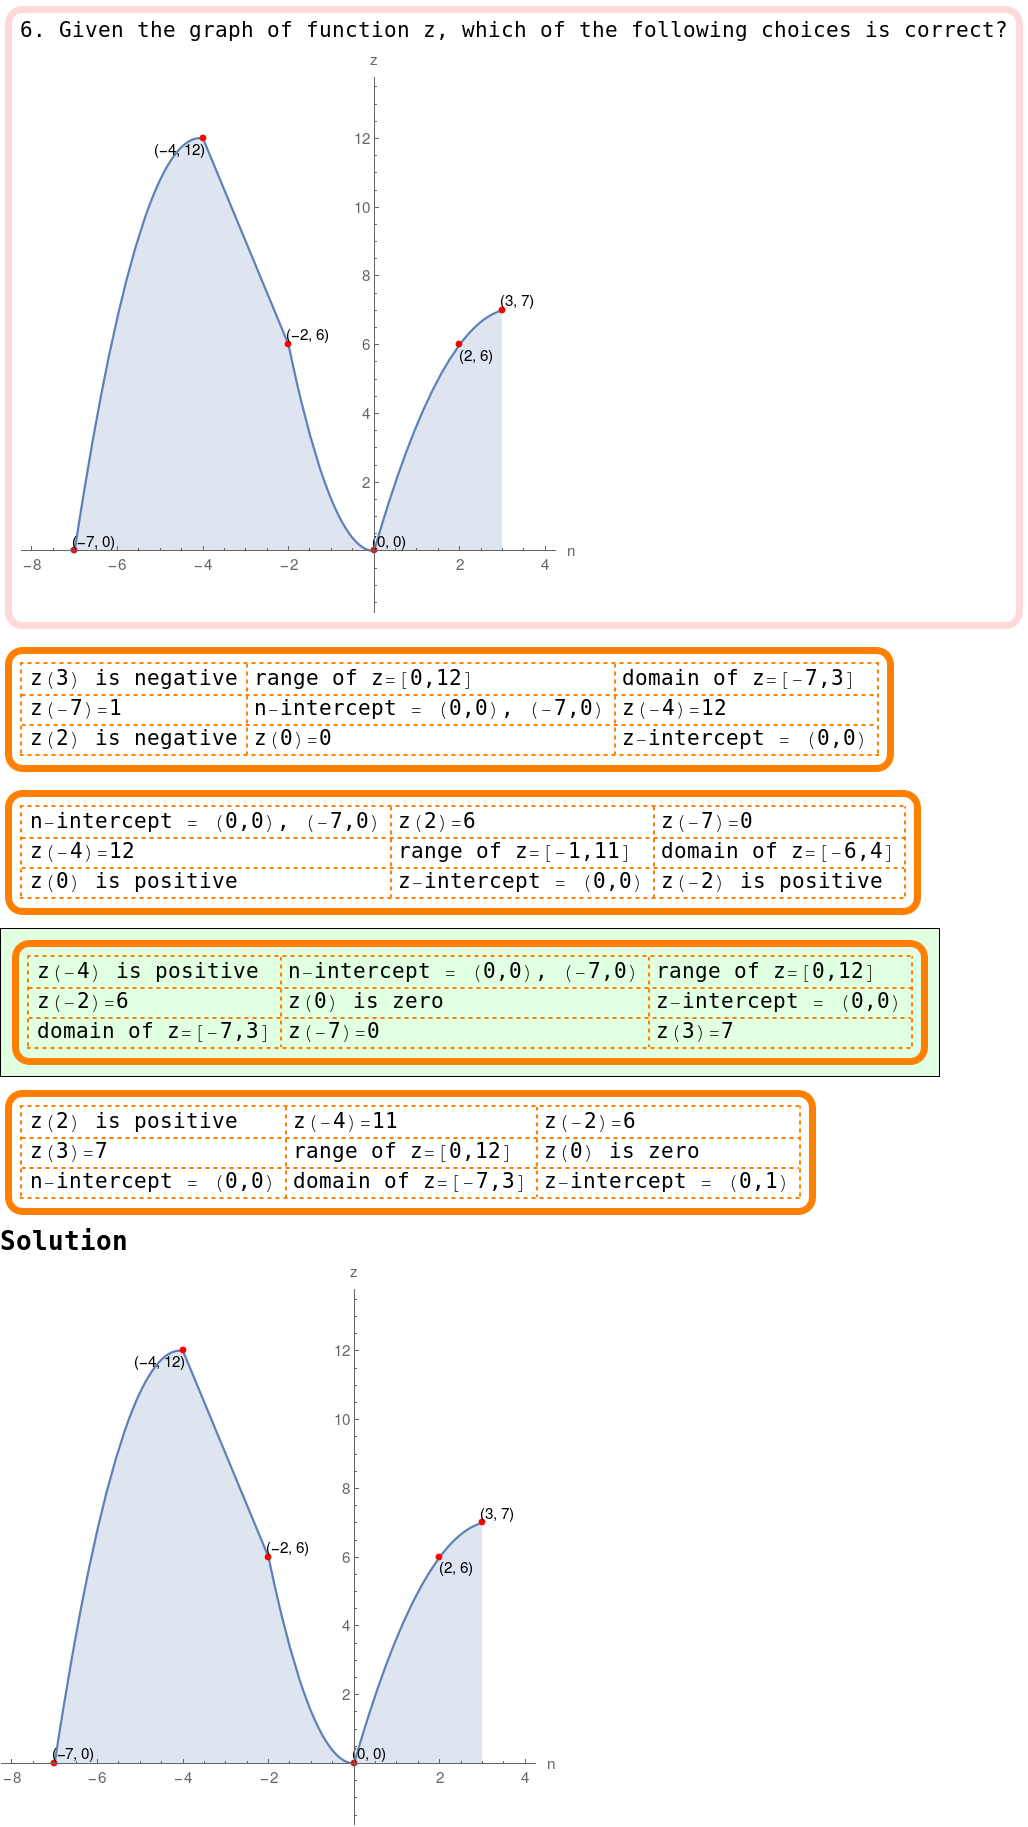 6. Given the graph of function z, which of the following choices is correct?
z
12
(−4, 12)
10
8
(3, 7)
(−2, 6)
6
(2, 6)
4
2
(−7, 0)
(0, 0)
n
−8 −6 −4 −2 2 4
z(3) is negative range of z=[0,12] domain of z=[-7,3]
z(-7)=1 n-intercept = (0,0), (-7,0) z(-4)=12
z(2) is negative z(0)=0 z-intercept = (0,0)
n-intercept = (0,0), (-7,0) z(2)=6 z(-7)=0
z(-4)=12 range of z=[-1,11] domain of z=[-6,4]
z(0) is positive z-intercept = (0,0) z(-2) is positive
z(-4) is positive n-intercept = (0,0), (-7,0) range of z=[0,12]
z(-2)=6 z(0) is zero z-intercept = (0,0)
domain of z=[-7,3] z(-7)=0 z(3)=7
z(2) is positive z(-4)=11 z(-2)=6
z(3)=7 range of z=[0,12] z(0) is zero
n-intercept = (0,0) domain of z=[-7,3] z-intercept = (0,1)
Solution
z
12
(−4, 12)
10
8
(3, 7)
(−2, 6)
6
(2, 6)
4
2
(−7, 0)
(0, 0)
n
−8 −6 −4 −2 2 4